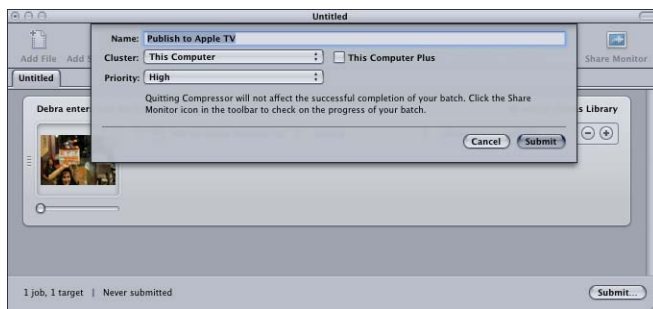 Untitled
Name: Publish to Apple TV
Add File Add S
Cluster: This Computer
This Computer Plus
Share Monitor
Untitled
Priority: High
Debra enter
Quitting Compressor will not affect the successful completion of your batch. Click the Share
Monitor icon in the toolbar to check on the progress of your batch.
s Library
Cancel
Submit
1 job, 1 target | Never submitted
Submit...